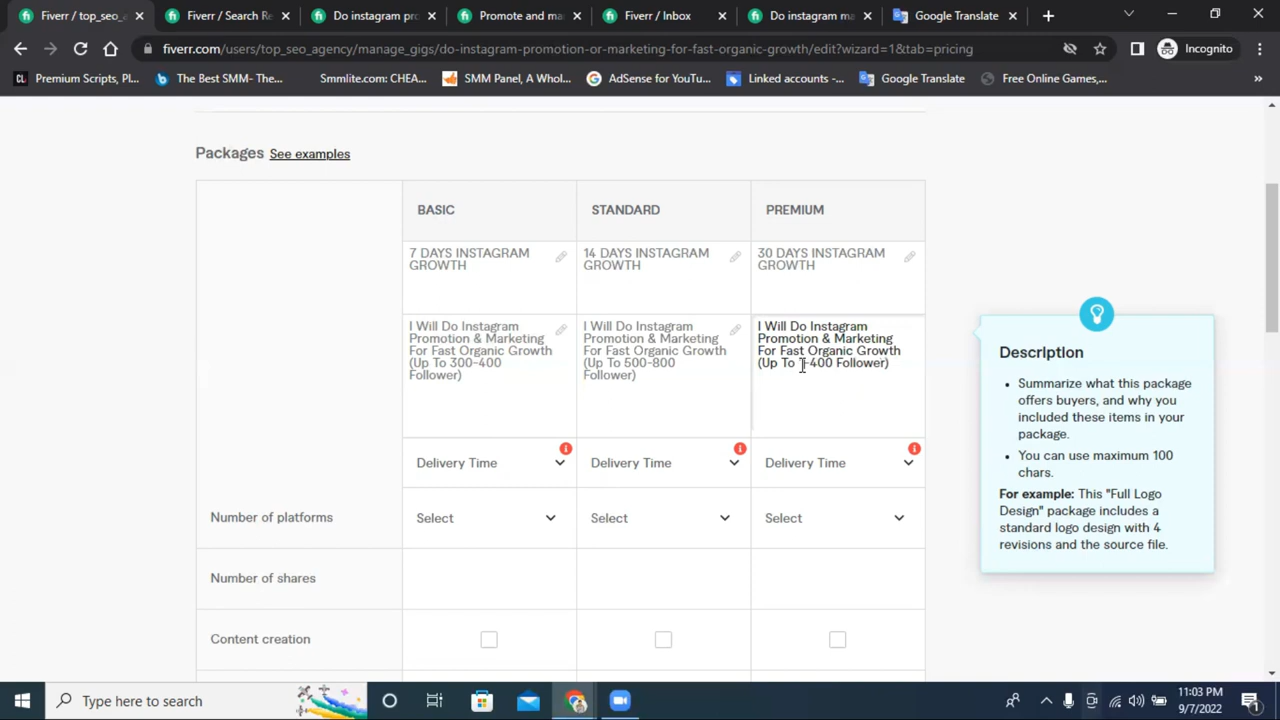 Fiverr / top_seo_a
Fiverr / Search Re
Do instagram pro
Promote and ma
Fiverr / Inbox
Do instagram ma
Google Translate
fiverr.com/users/top_seo_agency/manage_gigs/do-instagram-promotion-or-marketing-for-fast-organic-growth/edit?wizard=1&tab=pricing
Incognito
Premium Scripts, Pl...
The Best SMM- The...
Smmlite.com: CHEA...
SMM Panel, A Whol...
AdSense for YouTu...
Linked accounts -...
Google Translate
Free Online Games,...
»
Packages See examples
BASIC
STANDARD
PREMIUM
7 DAYS INSTAGRAM
GROWTH
14 DAYS INSTAGRAM
GROWTH
30 DAYS INSTAGRAM
GROWTH
I Will Do Instagram
Promotion & Marketing
For Fast Organic Growth
(Up To 300-400
Follower)
I Will Do Instagram
Promotion & Marketing
For Fast Organic Growth
(Up To 500-800
Follower)
I Will Do Instagram
Promotion & Marketing
For Fast Organic Growth
(Up To -400 Follower)
Delivery Time
Delivery Time
Delivery Time
Number of platforms
Select
Select
Select
Number of shares
Content creation
Description
• Summarize what this package
offers buyers, and why you
included these items in your
package.
• You can use maximum 100
chars.
For example: This "Full Logo
Design" package includes a
standard logo design with 4
revisions and the source file.
Type here to search
11:03 PM
9/7/2022
1